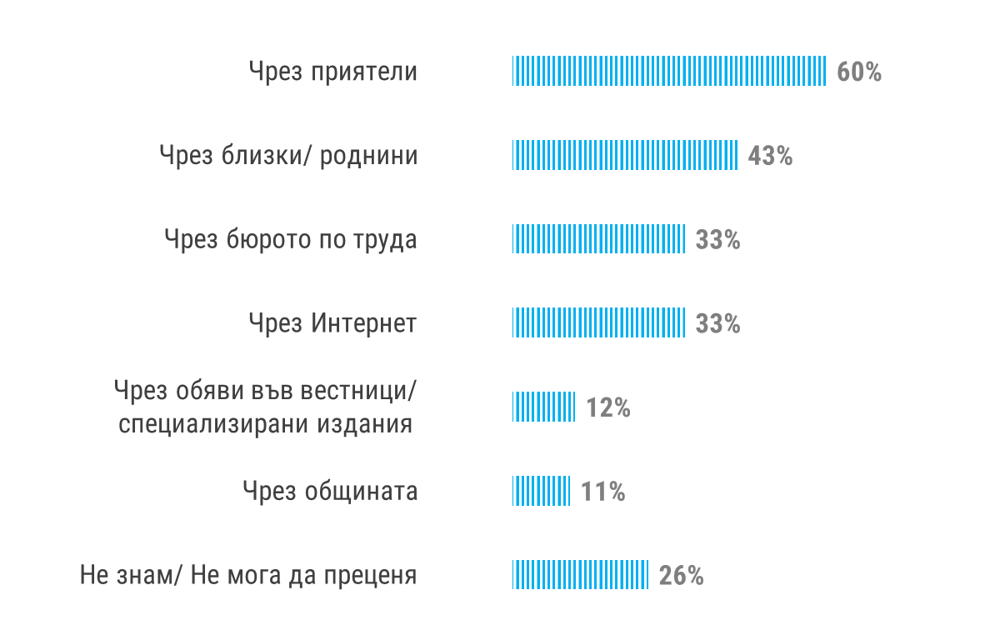 Чрез приятели 60%
Чрез близки/ роднини 43%
Чрез бюрото по труда 33%
Чрез Интернет 33%
Чрез обяви във вестници/
специализирани издания 12%
Чрез общината 11%
Не знам/ Не мога да преценя 26%